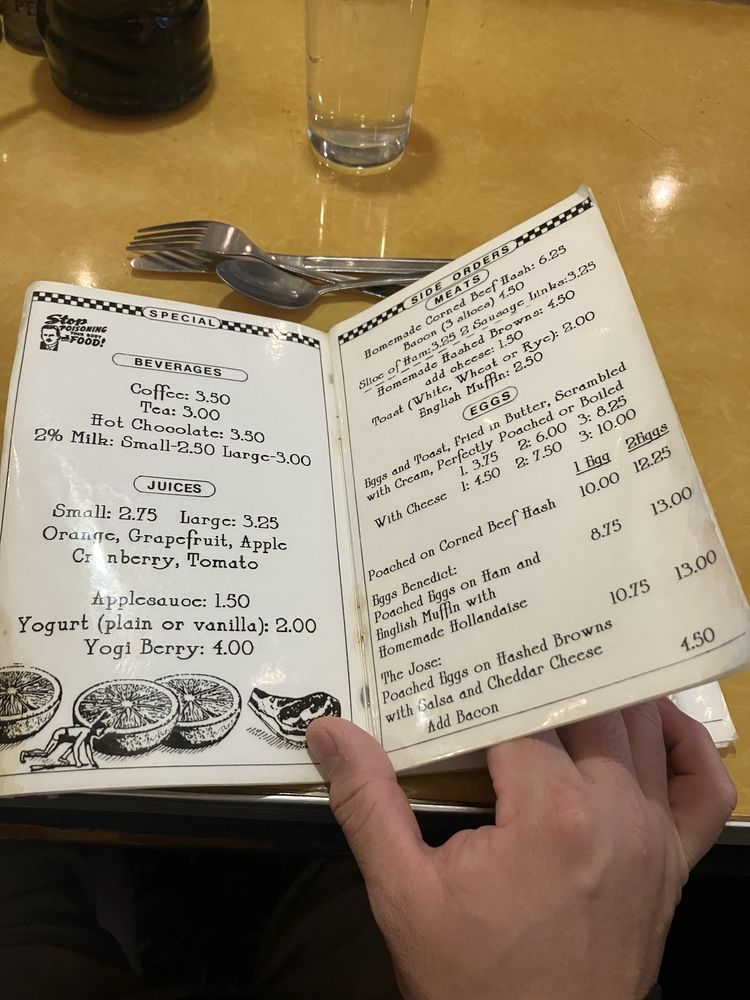 SPECIAL
Stop
POISONING
YOUR BODY
FOOD!
BEVERAGES
Coffee: 3.50
Tea: 3.00
Hot Chocolate: 3.50
2% Milk: Small-2.50 Large-3.00
JUICES
Small: 2.75 Large: 3.25
Orange, Grapefruit, Apple
Cranberry, Tomato
Applesauce: 1.50
Yogurt (plain or vanilla): 2.00
Yogi Berry: 4.00
SIDE ORDERS
MEATS
Homemade Corned Beef Hash: 6.25
Bacon (3 slices) 4.50
Slice of Ham:3.25 2 Sausage Links:3.25
Homemade Hashed Browns: 4.50
add cheese: 1.50
Toast (White, Wheat or Rye): 2.00
English Muffin: 2.50
EGGS
Eggs and Toast, Fried in Butter, Scrambled
with Cream, Perfectly Poached or Boiled
1. 3.75 2: 6.00 3: 8.25
With Cheese 1: 4.50 2: 7.50 3: 10.00
1 Egg 2Eggs
Poached on Corned Beef Hash 10.00 12.25
Eggs Benedict: 8.75 13.00
Poached Eggs on Ham and
English Muffin with
Homemade Hollandaise
The Jose: 10.75 13.00
Poached Eggs on Hashed Browns
with Salsa and Cheddar Cheese
Add Bacon 4.50